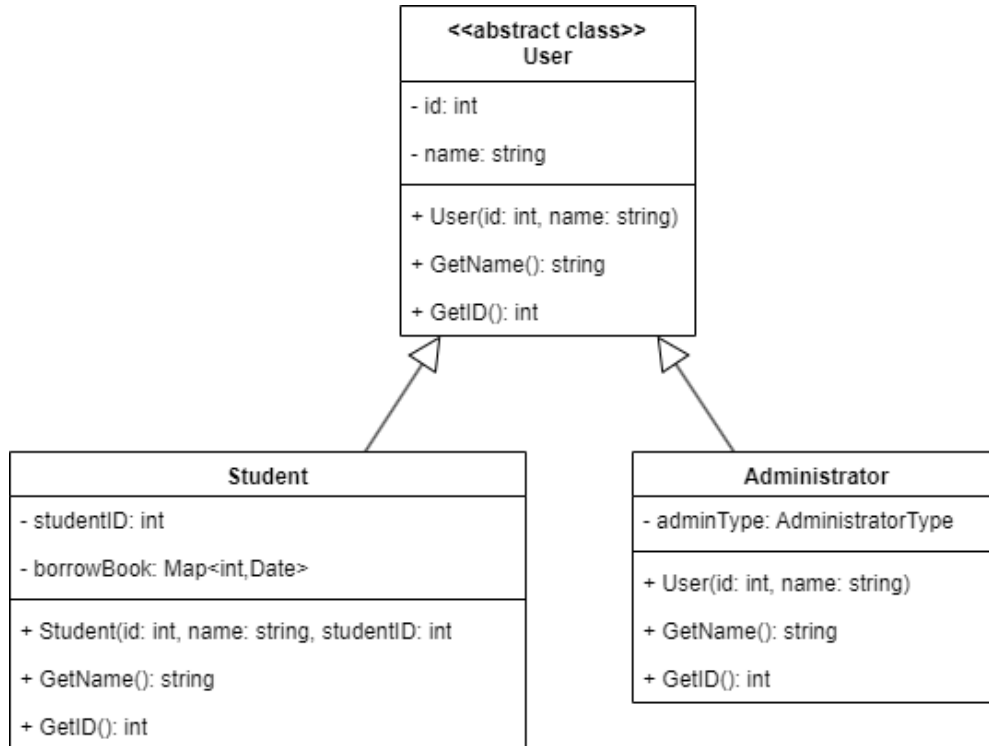 <<abstract class>>
User
- id: int
- name: string
+ User(id: int, name: string)
+ GetName(): string
+ GetID(): int
Student
- studentID: int
- borrowBook: Map<int,Date>
+ Student(id: int, name: string, studentID: int
+ GetName(): string
+ GetID(): int
Administrator
- adminType: AdministratorType
+ User(id: int, name: string)
+ GetName(): string
+ GetID(): int